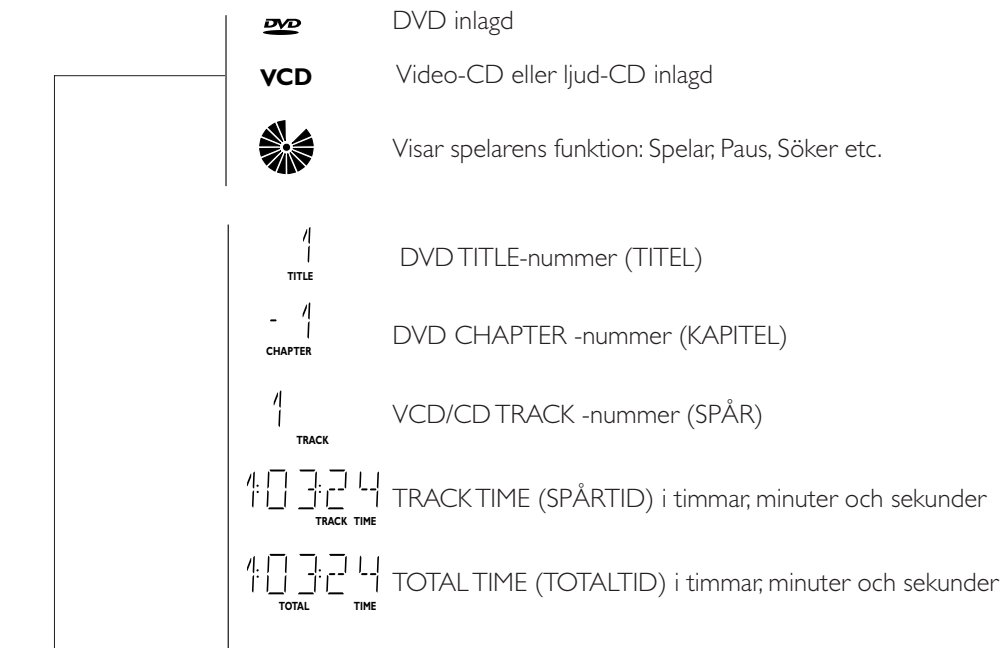 DVD DVD inlagd
VCD Video-CD eller ljud-CD inlagd
Visar spelarens funktion: Spelar, Paus, Söker etc.
1 DVD TITLE-nummer (TITEL)
TITLE
- 1 DVD CHAPTER -nummer (KAPITEL)
CHAPTER
1 VCD/CD TRACK -nummer (SPÅR)
TRACK
1:03:24 TRACK TIME (SPÅRTID) i timmar, minuter och sekunder
TRACK TIME
1:03:24 TOTAL TIME (TOTALTID) i timmar, minuter och sekunder
TOTAL TIME